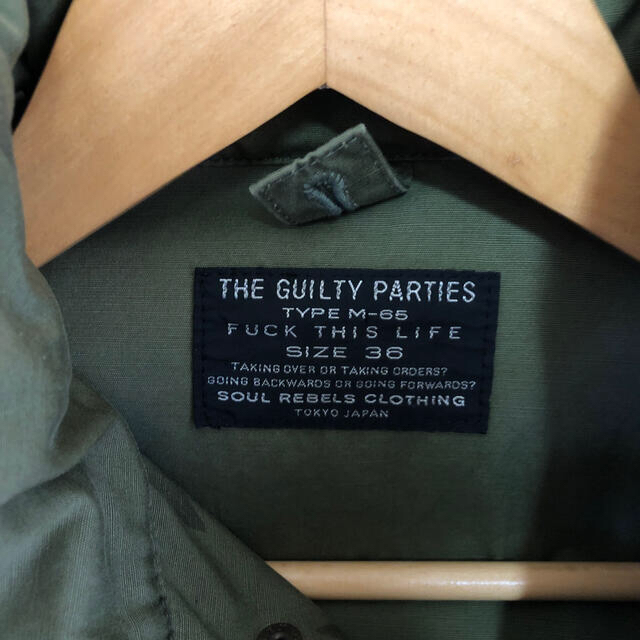 THE GUILTY PARTIES
TYPE M-65
FUCK THIS LIFE
SIZE 36
TAKING OVER OR TAKING ORDERS?
GOING BACKWARDS OR GOING FORWARDS?
SOUL REBELS CLOTHING
TOKYO JAPAN